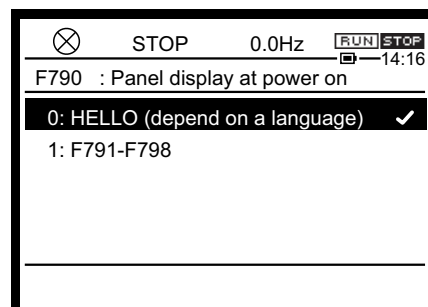 STOP 0.0Hz RUN STOP
14:16
F790 : Panel display at power on
0: HELLO (depend on a language)
1: F791-F798